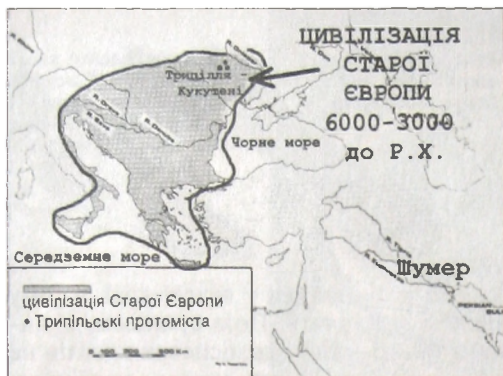 ЦИВІЛІЗАЦІЯ
СТАРОЇ
ЄВРОПИ
6000-3000
до Р.Х.
Трипілля -
Кукутені
Чорне море
Шумер
Середземне море
цивілізація Старої Європи
• Трипільські протоміста